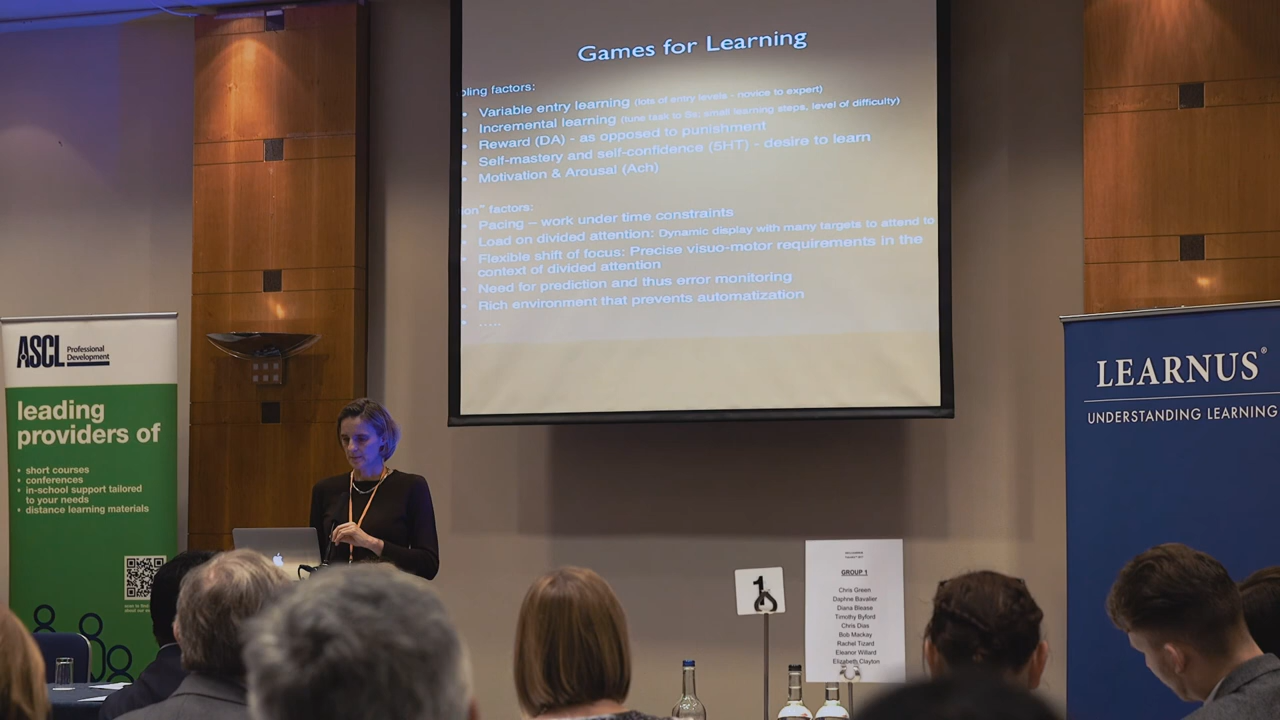 Games for Learning
bling factors:
• Variable entry learning (lots of entry levels - novice to expert)
• Incremental learning (tune task to Ss; small learning steps, level of difficulty)
• Reward (DA) - as opposed to punishment
• Self-mastery and self-confidence (5HT) - desire to learn
• Motivation & Arousal (Ach)
ion" factors:
• Pacing – work under time constraints
• Load on divided attention: Dynamic display with many targets to attend to
• Flexible shift of focus: Precise visuo-motor requirements in the
context of divided attention
• Need for prediction and thus error monitoring
• Rich environment that prevents automatization
• .....
ASCL Professional
Development
leading
providers of
• short courses
• conferences
• in-school support tailored
to your needs
• distance learning materials
LEARNUS®
UNDERSTANDING LEARNING
1
GROUP 1
Chris Green
Daphne Bavalier
Diana Blease
Timothy Byford
Chris Dias
Bob Mackay
Rachel Tizard
Eleanor Willard
Elizabeth Clayton